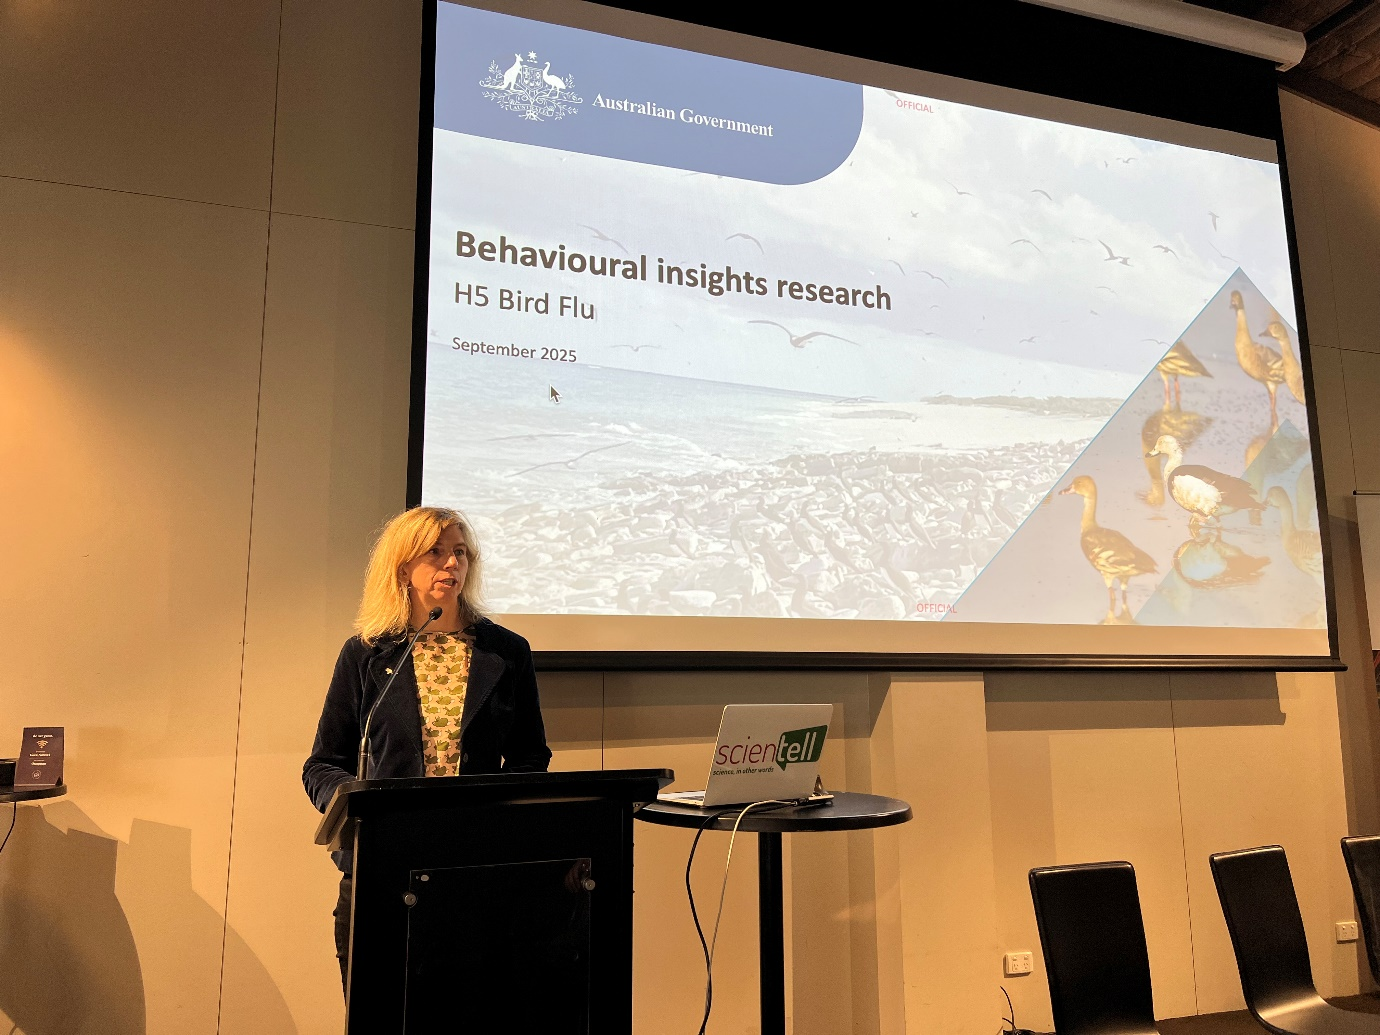 Australian Government
OFFICIAL
Behavioural insights research
H5 Bird Flu
September 2025
OFFICIAL
scientell
science, in other words